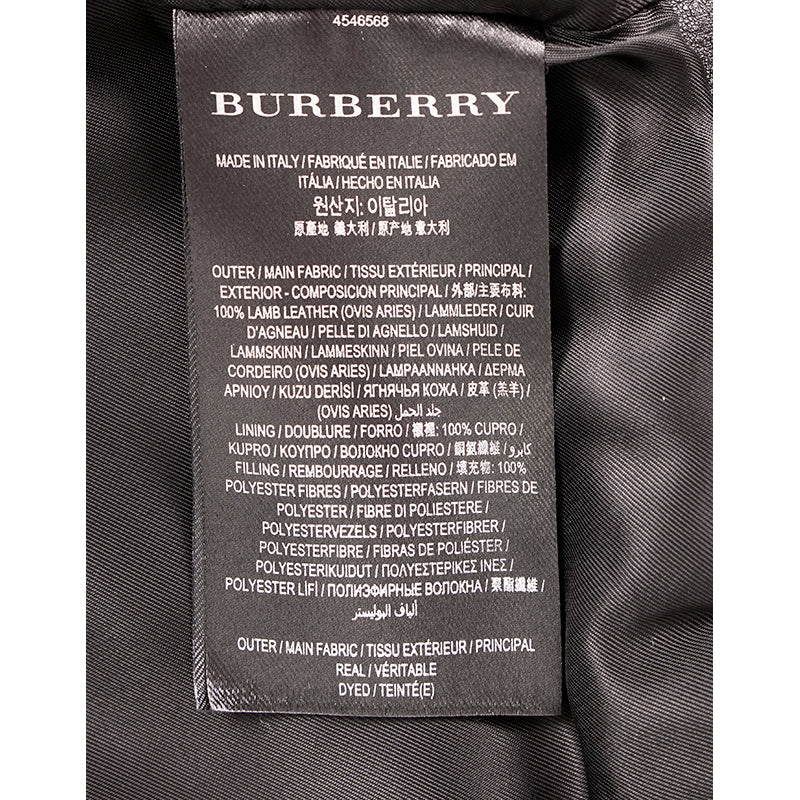 4546568
BURBERRY
MADE IN ITALY / FABRIQUÉ EN ITALIE / FABRICADO EM
ITÁLIA / HECHO EN ITALIA
원산지: 이탈리아
原產地 義大利 / 原产地 意大利
OUTER / MAIN FABRIC / TISSU EXTÉRIEUR / PRINCIPAL /
EXTERIOR - COMPOSICION PRINCIPAL / 外部/主要布料:
100% LAMB LEATHER (OVIS ARIES) / LAMMLEDER / CUIR
D'AGNEAU / PELLE DI AGNELLO / LAMSHUID /
LAMMSKINN / LAMMESKINN / PIEL OVINA / PELE DE
CORDEIRO (OVIS ARIES) / LAMPAANNAHKA / ΔΕΡΜΑ
ΑΡΝΙΟΥ / KUZU DERİSİ / ЯГНЯЧЬЯ КОЖА / 皮革 (羔羊) /
جلد الحمل (OVIS ARIES)
LINING / DOUBLURE / FORRO / 襯裡: 100% CUPRO /
KUPRO / ΚΟΥΠΡΟ / ВОЛОКНО CUPRO / 銅氨纖維 / كابرو
FILLING / REMBOURRAGE / RELLENO / 填充物: 100%
POLYESTER FIBRES / POLYESTERFASERN / FIBRES DE
POLYESTER / FIBRE DI POLIESTERE /
POLYESTERVEZELS / POLYESTERFIBRER /
POLYESTERFIBRE / FIBRAS DE POLIÉSTER /
POLYESTERIKUIDUT / ΠΟΛΥΕΣΤΕΡΙΚΕΣ ΙΝΕΣ /
POLYESTER LİFİ / ПОЛИЭФИРНЫЕ ВОЛОКНА / 聚酯纖維 /
ألياف البوليستر
OUTER / MAIN FABRIC / TISSU EXTÉRIEUR / PRINCIPAL
REAL / VÉRITABLE
DYED / TEINTÉ(E)